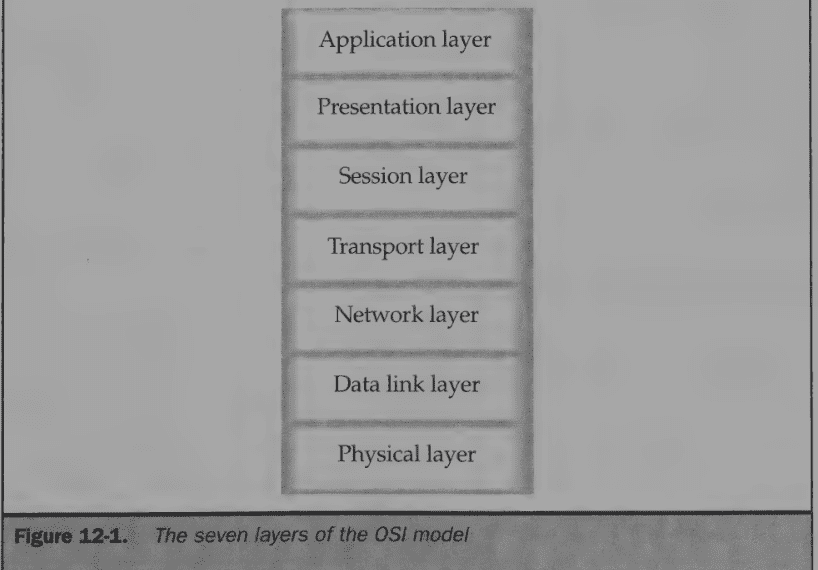 Application layer
Presentation layer
Session layer
Transport layer
Network layer
Data link layer
Physical layer
Figure 12-1. The seven layers of the OSI model